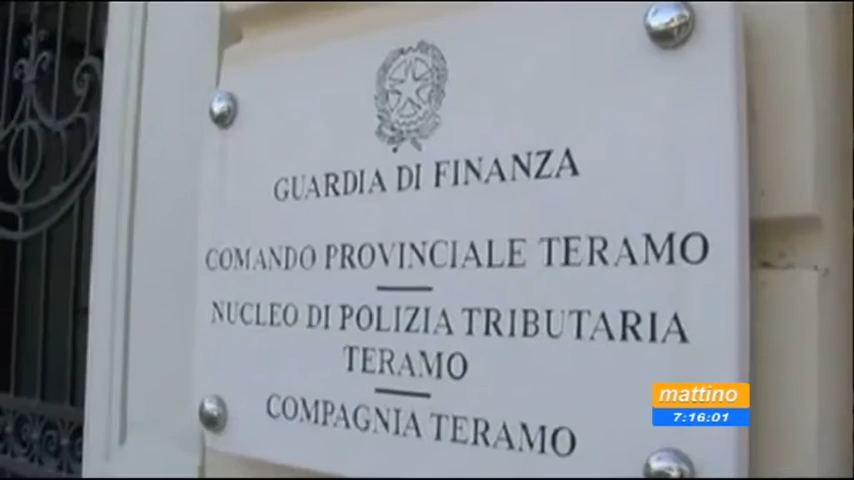 GUARDIA DI FINANZA
COMANDO PROVINCIALE TERAMO
NUCLEO DI POLIZIA TRIBUTARIA
TERAMO
COMPAGNIA TERAMO
mattino
7:16:01